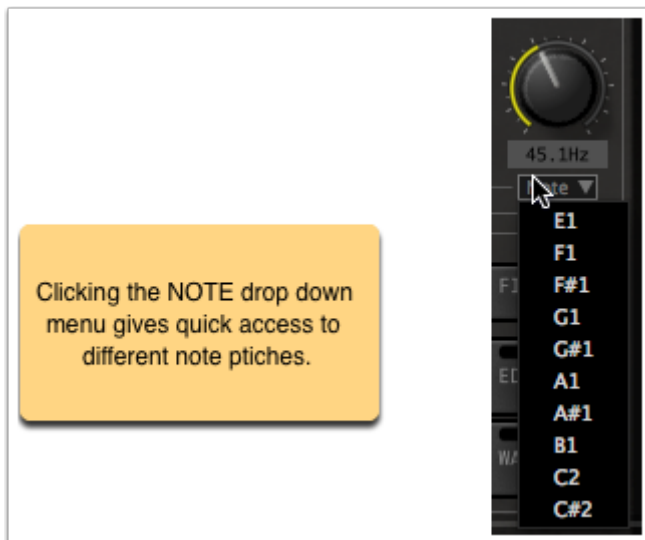 45.1Hz
Note ▼
E1
F1
F#1
G1
G#1
A1
A#1
B1
C2
C#2
Clicking the NOTE drop down
menu gives quick access to
different note ptiches.